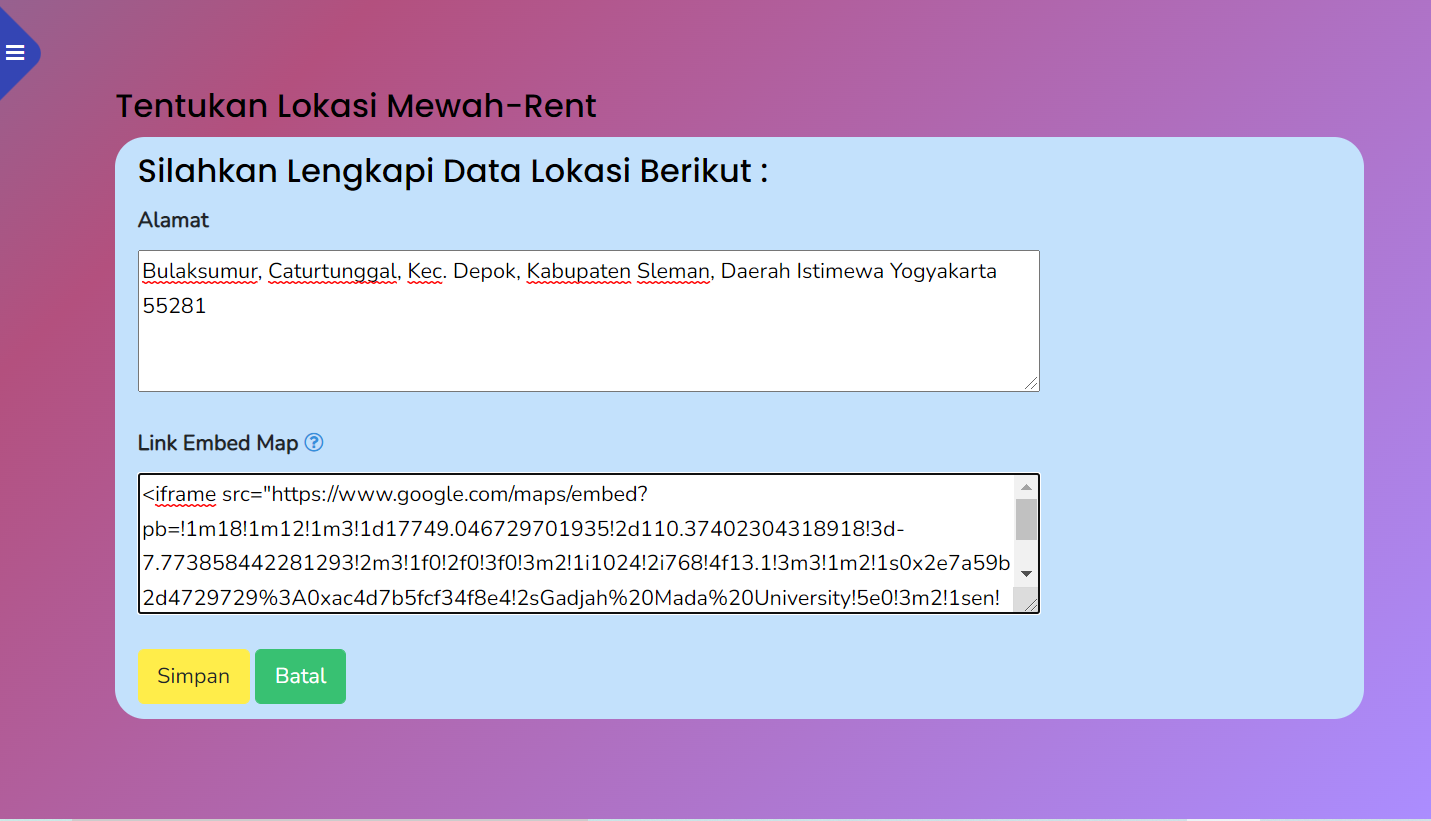 Tentukan Lokasi Mewah-Rent
Silahkan Lengkapi Data Lokasi Berikut :
Alamat
Bulaksumur, Caturtunggal, Kec. Depok, Kabupaten Sleman, Daerah Istimewa Yogyakarta
55281
Link Embed Map
<iframe src="https://www.google.com/maps/embed?
pb=!1m18!1m12!1m3!1d17749.046729701935!2d110.37402304318918!3d-
7.773858442281293!2m3!1f0!2f0!3f0!3m2!1i1024!2i768!4f13.1!3m3!1m2!1s0x2e7a59b
2d4729729%3A0xac4d7b5fcf34f8e4!2sGadjah%20Mada%20University!5e0!3m2!1sen!
Simpan Batal